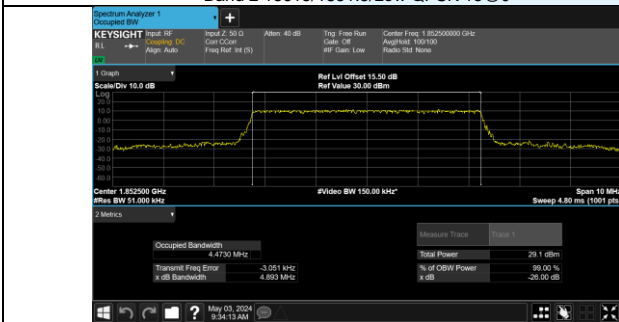 Spectrum Analyzer 1
Occupied BW
+
KEYSIGHT Input: RF Input Z: 50 Ω Atten: 40 dB Trig: Free Run Center Freq: 1.852500000 GHz
R L Coupling: DC Corr CCorr Gate: Off Avg|Hold: 100/100
Align: Auto Freq Ref: Int (S) #IF Gain: Low Radio Std: None
1 Graph Ref Lvl Offset 15.50 dB
Scale/Div 10.0 dB Ref Value 30.00 dBm
Log
20.0
10.0
0.00
-10.0
-20.0
-30.0
-40.0
-50.0
-60.0
Center 1.852500 GHz #Video BW 150.00 kHz* Span 10 MHz
#Res BW 51.000 kHz Sweep 4.80 ms (1001 pts)
2 Metrics
Measure Trace Trace 1
Occupied Bandwidth
4.4730 MHz Total Power 29.1 dBm
Transmit Freq Error -3.051 kHz % of OBW Power 99.00 %
x dB Bandwidth 4.893 MHz x dB -26.00 dB
May 03, 2024
9:34:13 AM